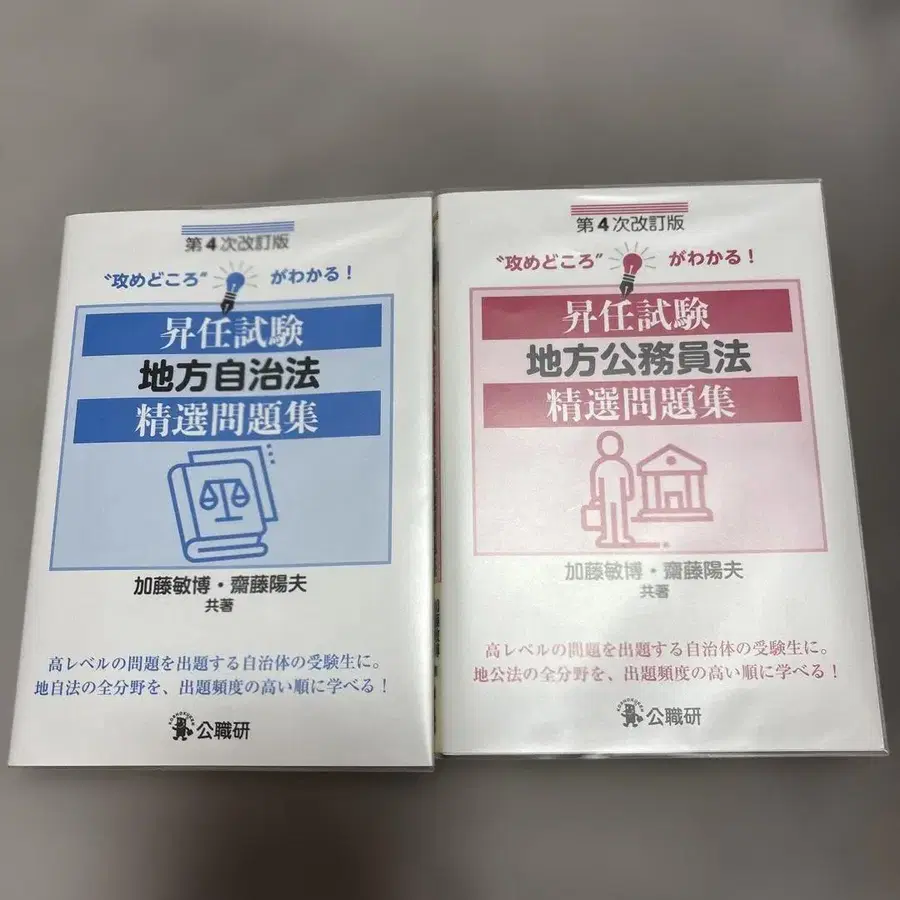 第4次改訂版
〝攻めどころ〟がわかる！
昇任試験
地方自治法
精選問題集
加藤敏博・齋藤陽夫
共著
高レベルの問題を出題する自治体の受験生に。
地自法の全分野を、出題頻度の高い順に学べる！
公職研
第4次改訂版
〝攻めどころ〟がわかる！
昇任試験
地方公務員法
精選問題集
加藤敏博・齋藤陽夫
共著
高レベルの問題を出題する自治体の受験生に。
地公法の全分野を、出題頻度の高い順に学べる！
公職研